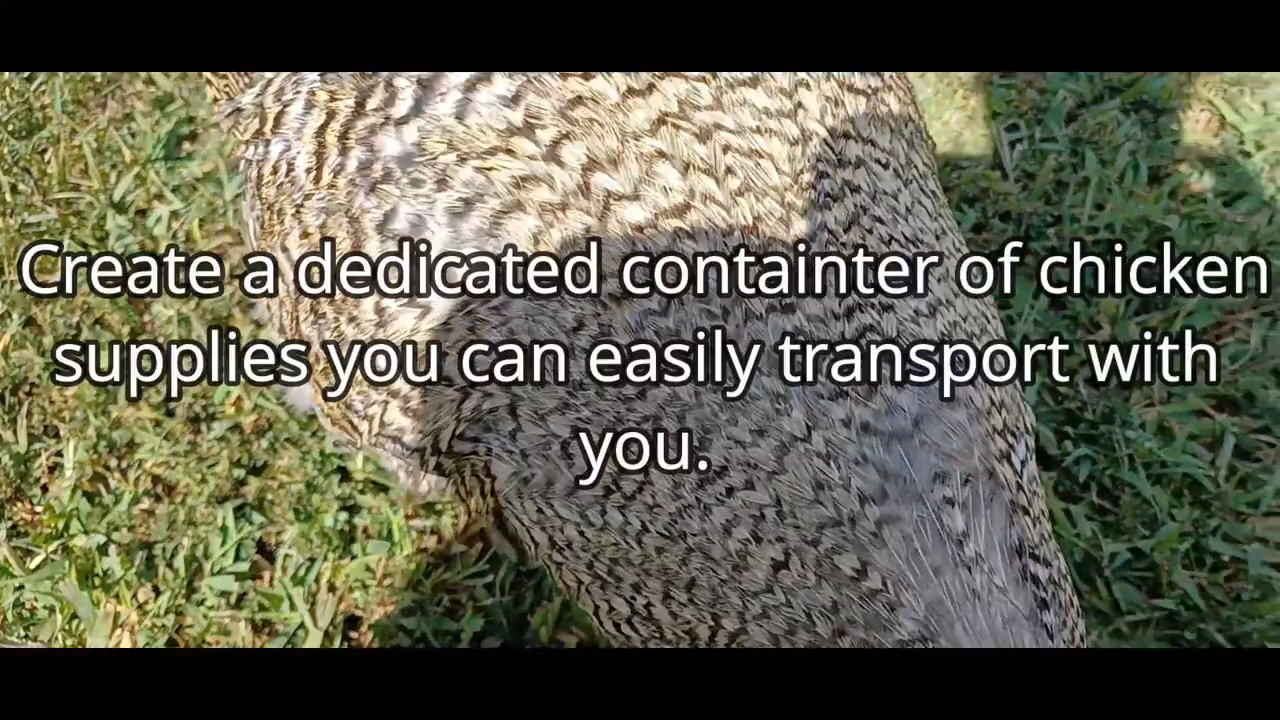 Create a dedicated containter of chicken
supplies you can easily transport with
you.